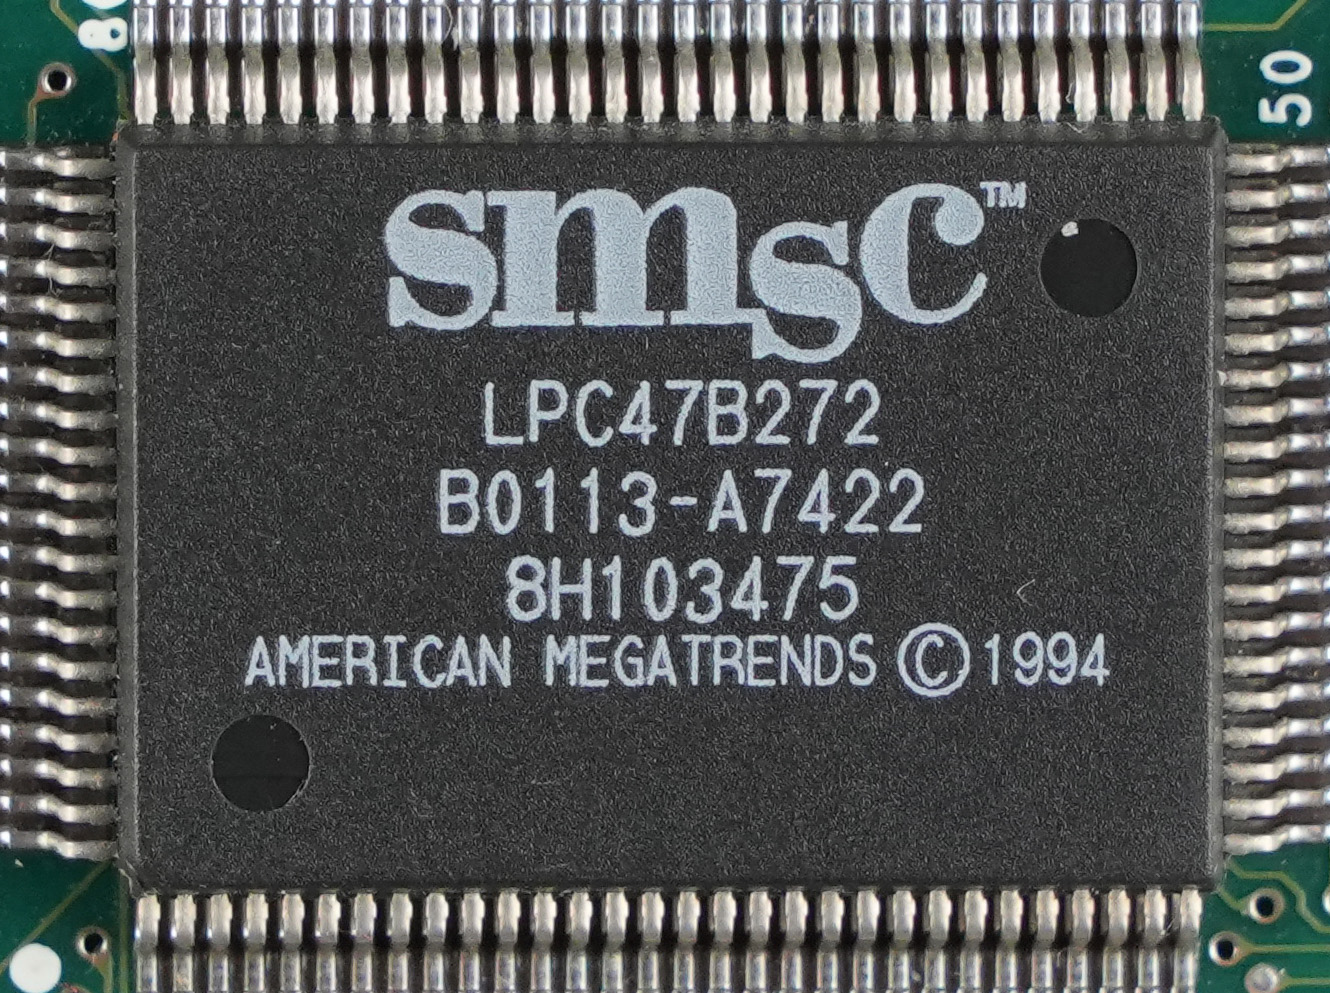 50
smsc™
LPC47B272
B0113-A7422
8H103475
AMERICAN MEGATRENDS ©1994